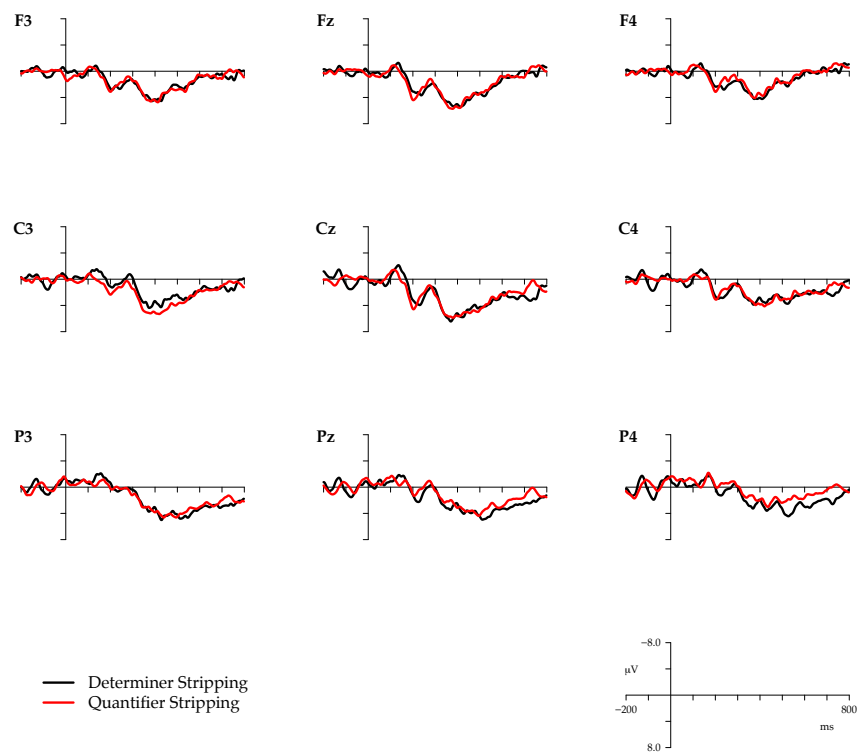 F3 Fz F4
C3 Cz C4
P3 Pz P4
−8.0
μV
−200 800
ms
8.0
Determiner Stripping
Quantifier Stripping